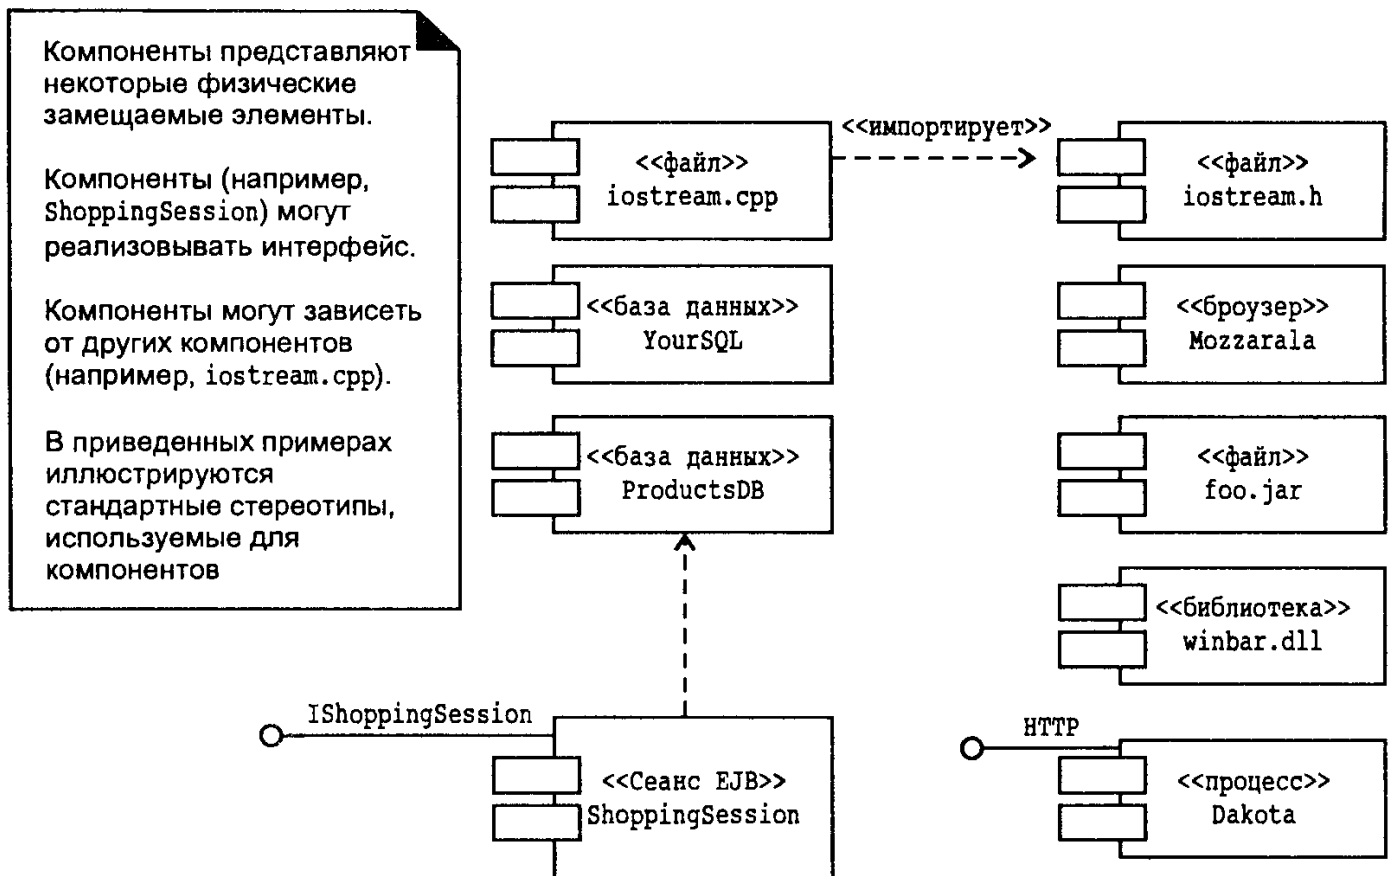 Компоненты представляют
некоторые физические
замещаемые элементы.
Компоненты (например,
ShoppingSession) могут
реализовывать интерфейс.
Компоненты могут зависеть
от других компонентов
(например, iostream.cpp).
В приведенных примерах
иллюстрируются
стандартные стереотипы,
используемые для
компонентов
<<файл>>
iostream.cpp
<<импортирует>>
<<файл>>
iostream.h
<<база данных>>
YourSQL
<<броузер>>
Mozzarala
<<база данных>>
ProductsDB
<<файл>>
foo.jar
<<библиотека>>
winbar.dll
IShoppingSession
<<Сеанс EJB>>
ShoppingSession
HTTP
<<процесс>>
Dakota